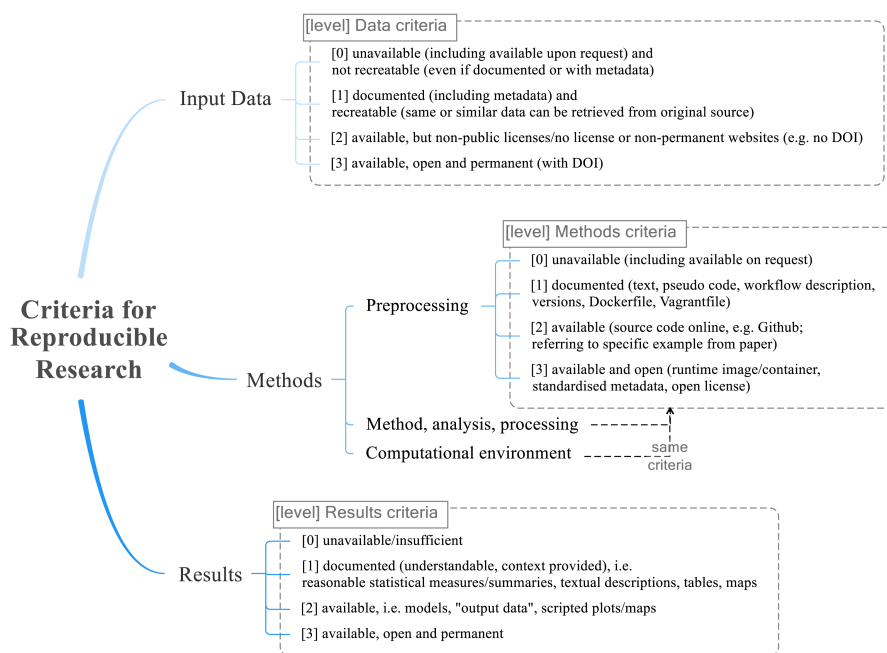 Criteria for
Reproducible
Research
Input Data
[level] Data criteria
[0] unavailable (including available upon request) and
not recreatable (even if documented or with metadata)
[1] documented (including metadata) and
recreatable (same or similar data can be retrieved from original source)
[2] available, but non-public licenses/no license or non-permanent websites (e.g. no DOI)
[3] available, open and permanent (with DOI)
Methods
Preprocessing
[level] Methods criteria
[0] unavailable (including available on request)
[1] documented (text, pseudo code, workflow description,
versions, Dockerfile, Vagrantfile)
[2] available (source code online, e.g. Github;
referring to specific example from paper)
[3] available and open (runtime image/container,
standardised metadata, open license)
Method, analysis, processing
Computational environment
same
criteria
Results
[level] Results criteria
[0] unavailable/insufficient
[1] documented (understandable, context provided), i.e.
reasonable statistical measures/summaries, textual descriptions, tables, maps
[2] available, i.e. models, "output data", scripted plots/maps
[3] available, open and permanent